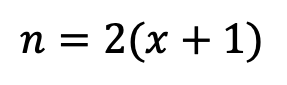 n = 2(x + 1)